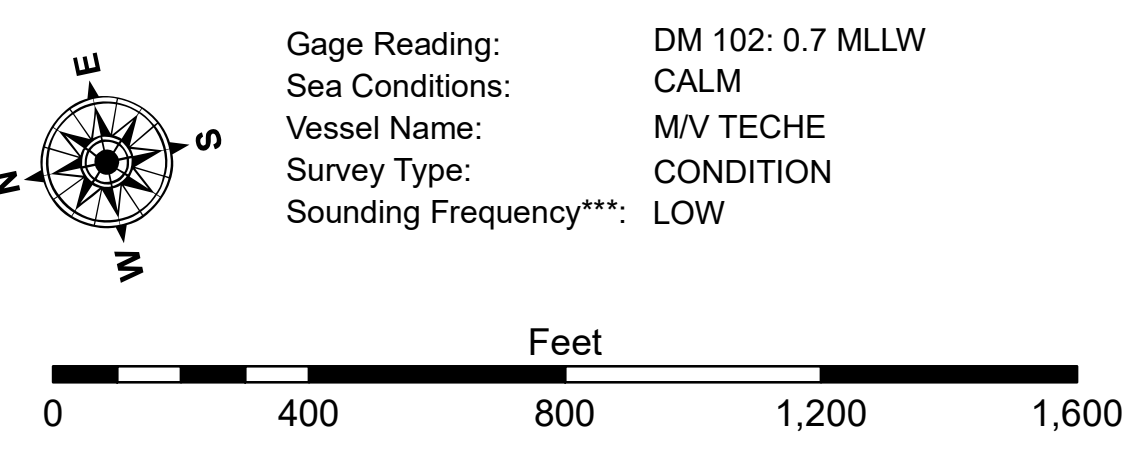 E
S
N
W
Gage Reading: DM 102: 0.7 MLLW
Sea Conditions: CALM
Vessel Name: M/V TECHE
Survey Type: CONDITION
Sounding Frequency***: LOW
Feet
0 400 800 1,200 1,600